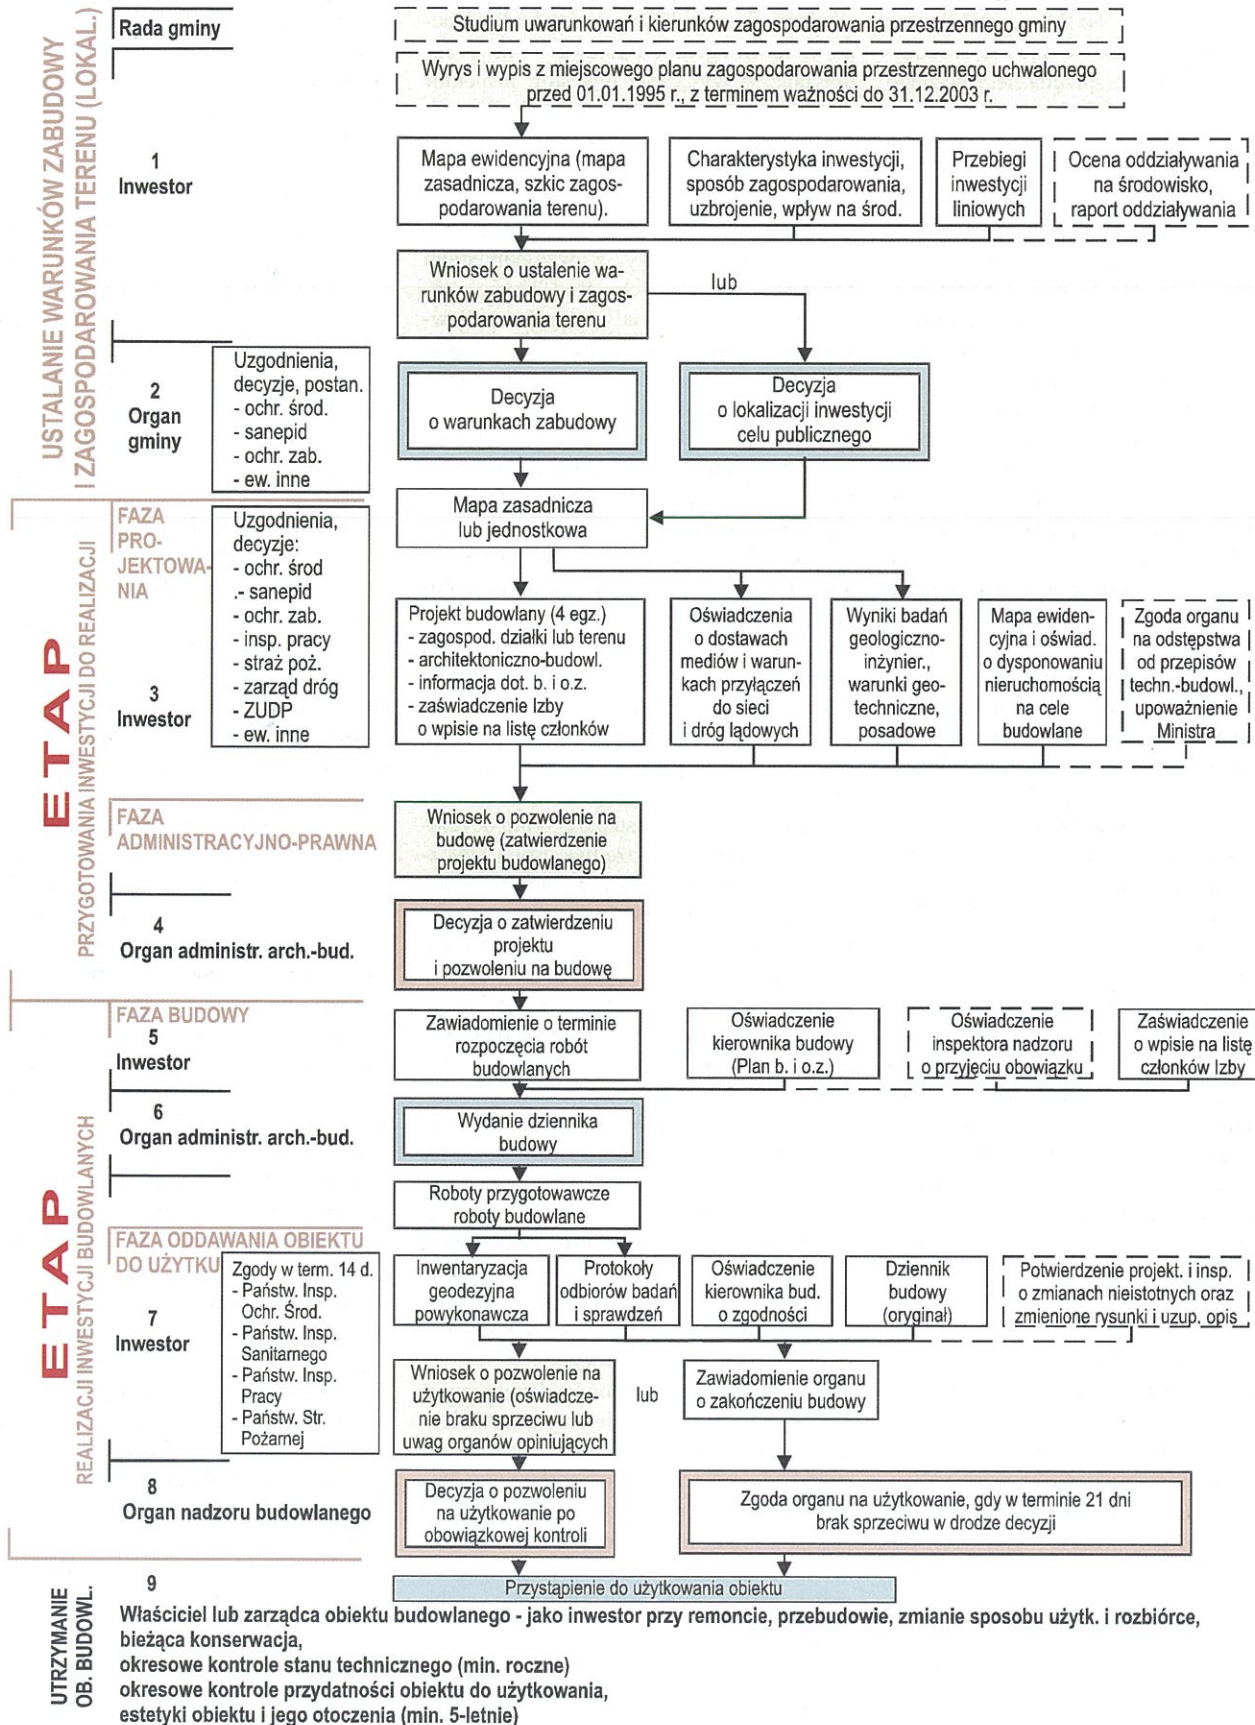 USTALANIE WARUNKÓW ZABUDOWY
I ZAGOSPODAROWANIA TERENU (LOKAL.)
Rada gminy
Studium uwarunkowań i kierunków zagospodarowania przestrzennego gminy
Wyrys i wypis z miejscowego planu zagospodarowania przestrzennego uchwalonego
przed 01.01.1995 r., z terminem ważności do 31.12.2003 r.
1
Inwestor
Mapa ewidencyjna (mapa
zasadnicza, szkic zagos-
podarowania terenu).
Charakterystyka inwestycji,
sposób zagospodarowania,
uzbrojenie, wpływ na środ.
Przebiegi
inwestycji
liniowych
Ocena oddziaływania
na środowisko,
raport oddziaływania
Wniosek o ustalenie wa-
runków zabudowy i zagos-
podarowania terenu
lub
2
Organ
gminy
Uzgodnienia,
decyzje, postan.
- ochr. środ.
- sanepid
- ochr. zab.
- ew. inne
Decyzja
o warunkach zabudowy
Decyzja
o lokalizacji inwestycji
celu publicznego
ETAP
PRZYGOTOWANIA INWESTYCJI DO REALIZACJI
FAZA
PRO-
JEKTOWA-
NIA
Uzgodnienia,
decyzje:
- ochr. środ
.- sanepid
- ochr. zab.
- insp. pracy
- straż poż.
- zarząd dróg
- ZUDP
- ew. inne
Mapa zasadnicza
lub jednostkowa
3
Inwestor
Projekt budowlany (4 egz.)
- zagospod. działki lub terenu
- architektoniczno-budowl.
- informacja dot. b. i o.z.
- zaświadczenie Izby
o wpisie na listę członków
Oświadczenia
o dostawach
mediów i warun-
kach przyłączeń
do sieci
i dróg lądowych
Wyniki badań
geologiczno-
inżynier.,
warunki geo-
techniczne,
posadowe
Mapa ewiden-
cyjna i oświad.
o dysponowaniu
nieruchomością
na cele
budowlane
Zgoda organu
na odstępstwa
od przepisów
techn.-budowl.,
upoważnienie
Ministra
FAZA
ADMINISTRACYJNO-PRAWNA
Wniosek o pozwolenie na
budowę (zatwierdzenie
projektu budowlanego)
4
Organ administr. arch.-bud.
Decyzja o zatwierdzeniu
projektu
i pozwoleniu na budowę
ETAP
REALIZACJI INWESTYCJI BUDOWLANYCH
FAZA BUDOWY
5
Inwestor
Zawiadomienie o terminie
rozpoczęcia robót
budowlanych
Oświadczenie
kierownika budowy
(Plan b. i o.z.)
Oświadczenie
inspektora nadzoru
o przyjęciu obowiązku
Zaświadczenie
o wpisie na listę
członków Izby
6
Organ administr. arch.-bud.
Wydanie dziennika
budowy
Roboty przygotowawcze
roboty budowlane
FAZA ODDAWANIA OBIEKTU
DO UŻYTKU
7
Inwestor
Zgody w term. 14 d.
- Państw. Insp.
Ochr. Środ.
- Państw. Insp.
Sanitarnego
- Państw. Insp.
Pracy
- Państw. Str.
Pożarnej
Inwentaryzacja
geodezyjna
powykonawcza
Protokoły
odbiorów badań
i sprawdzeń
Oświadczenie
kierownika bud.
o zgodności
Dziennik
budowy
(oryginał)
Potwierdzenie projekt. i insp.
o zmianach nieistotnych oraz
zmienione rysunki i uzup. opis
Wniosek o pozwolenie na
użytkowanie (oświadcze-
nie braku sprzeciwu lub
uwag organów opiniujących
lub
Zawiadomienie organu
o zakończeniu budowy
8
Organ nadzoru budowlanego
Decyzja o pozwoleniu
na użytkowanie po
obowiązkowej kontroli
Zgoda organu na użytkowanie, gdy w terminie 21 dni
brak sprzeciwu w drodze decyzji
UTRZYMANIE
OB. BUDOWL.
9
Przystąpienie do użytkowania obiektu
Właściciel lub zarządca obiektu budowlanego - jako inwestor przy remoncie, przebudowie, zmianie sposobu użytk. i rozbiórce,
bieżąca konserwacja,
okresowe kontrole stanu technicznego (min. roczne)
okresowe kontrole przydatności obiektu do użytkowania,
estetyki obiektu i jego otoczenia (min. 5-letnie)